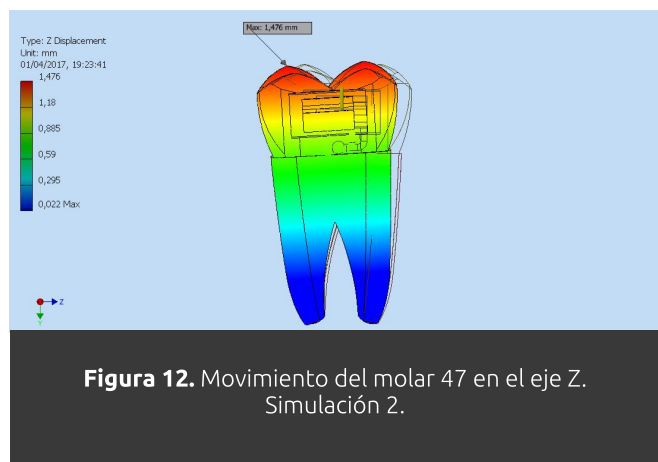 Max: 1,476 mm
Type: Z Displacement
Unit: mm
01/04/2017, 19:23:41
1,476
1,18
0,885
0,59
0,295
0,022 Max
Z
Y
Figura 12. Movimiento del molar 47 en el eje Z.
Simulación 2.